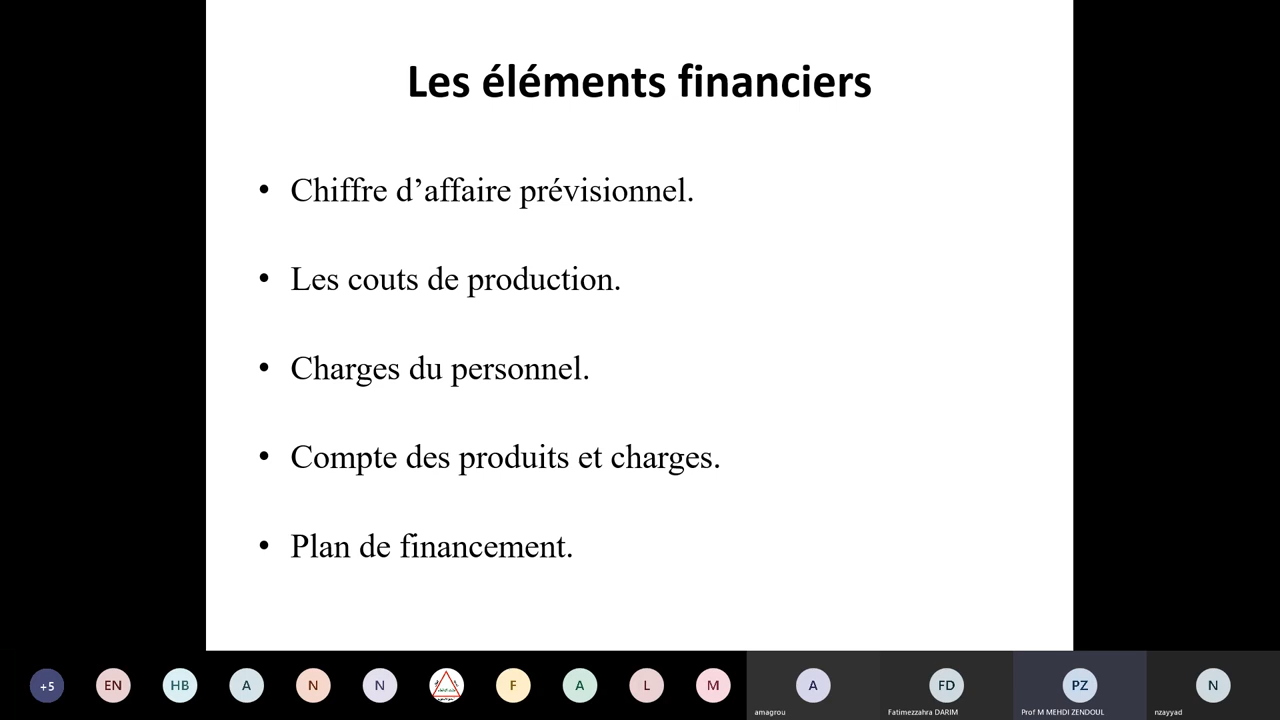 Les éléments financiers
• Chiffre d’affaire prévisionnel.
• Les couts de production.
• Charges du personnel.
• Compte des produits et charges.
• Plan de financement.
+5
EN
HB
A
N
N
F
A
L
M
A
FD
PZ
N
amagrou
Fatimezzahra DARIM
Prof M MEHDI ZENDOUL
nzayyad